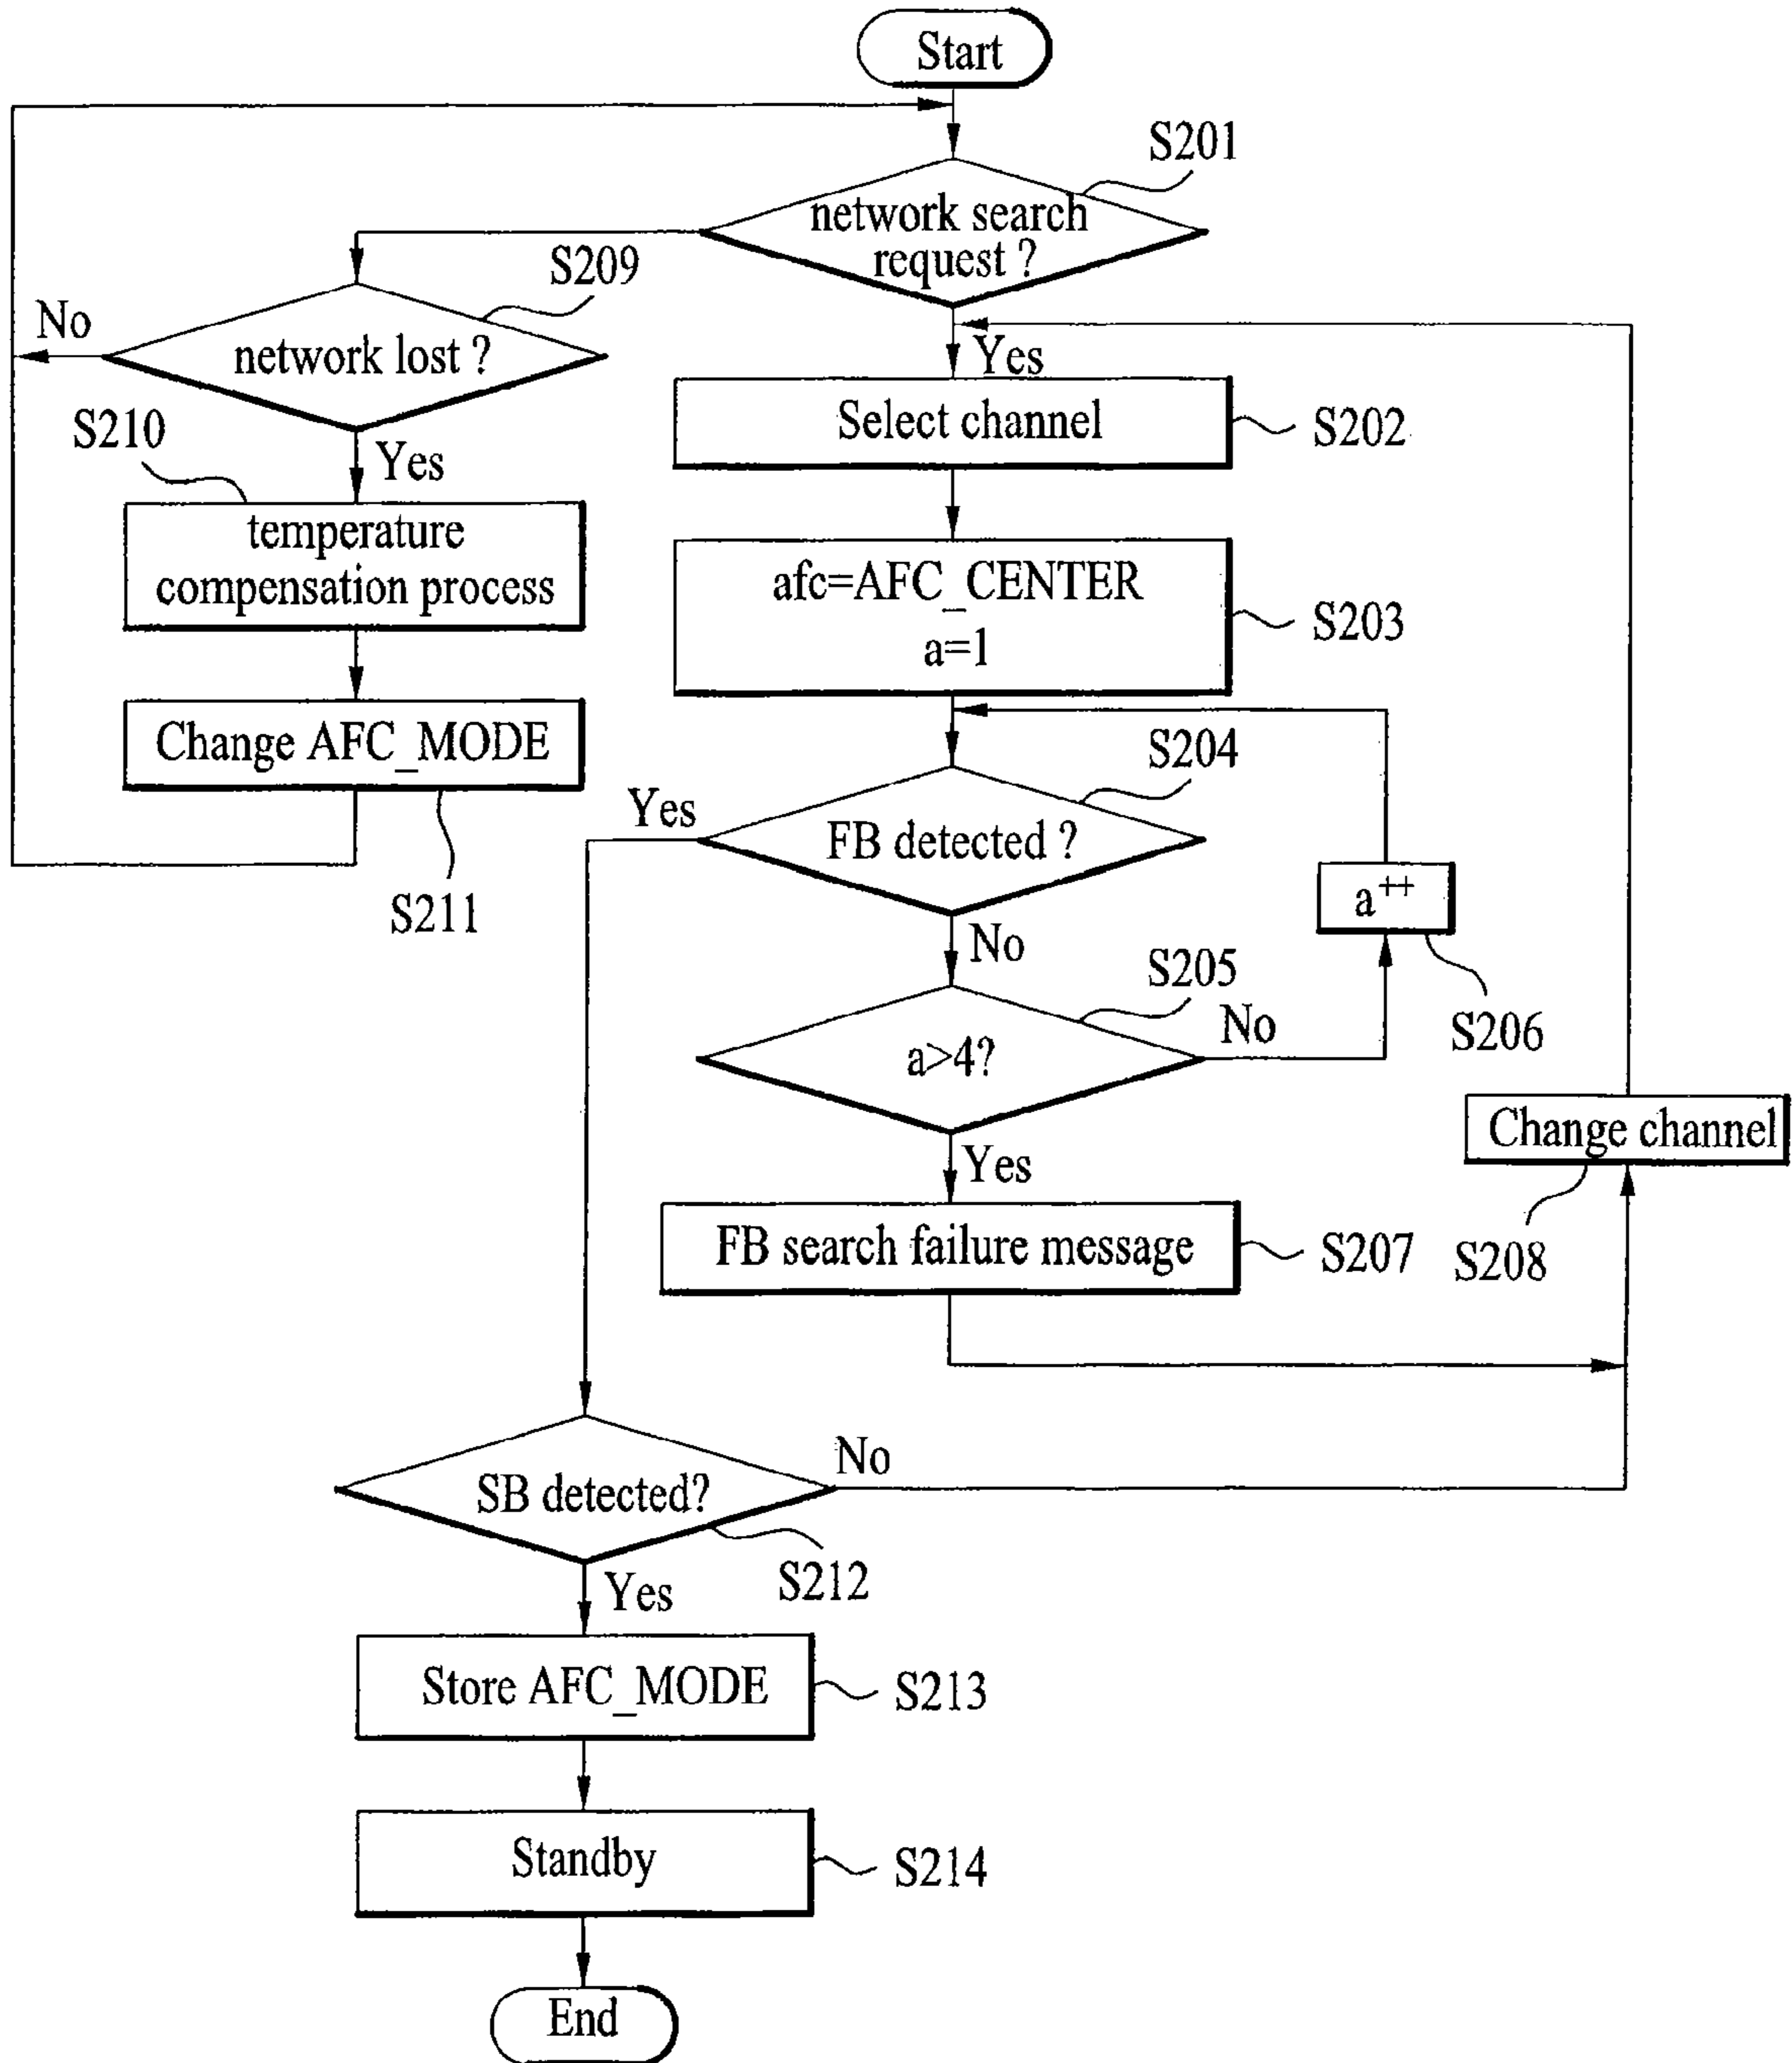 Start
S201
network search
request ?
S209
No
network lost ?
Yes
Select channel
S202
S210
Yes
temperature
compensation process
afc=AFC_CENTER
a=1
S203
Change AFC_MODE
S211
S204
Yes
FB detected ?
a++
S206
No
S205
a>4?
No
Change channel
S208
Yes
FB search failure message
S207
SB detected?
No
S212
Yes
Store AFC_MODE
S213
Standby
S214
End